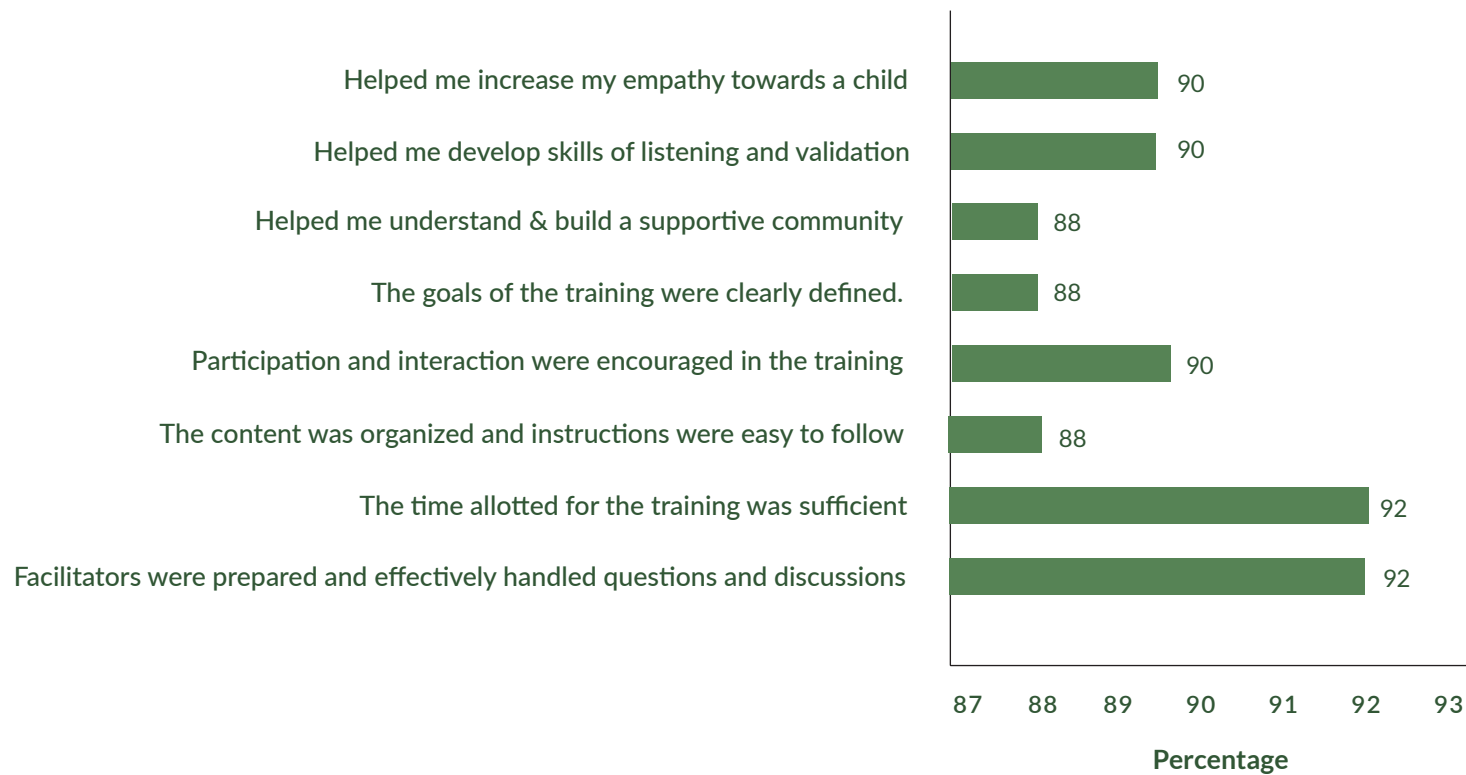 Helped me increase my empathy towards a child 90
Helped me develop skills of listening and validation 90
Helped me understand & build a supportive community 88
The goals of the training were clearly defined. 88
Participation and interaction were encouraged in the training 90
The content was organized and instructions were easy to follow 88
The time allotted for the training was sufficient 92
Facilitators were prepared and effectively handled questions and discussions 92
87 88 89 90 91 92 93
Percentage